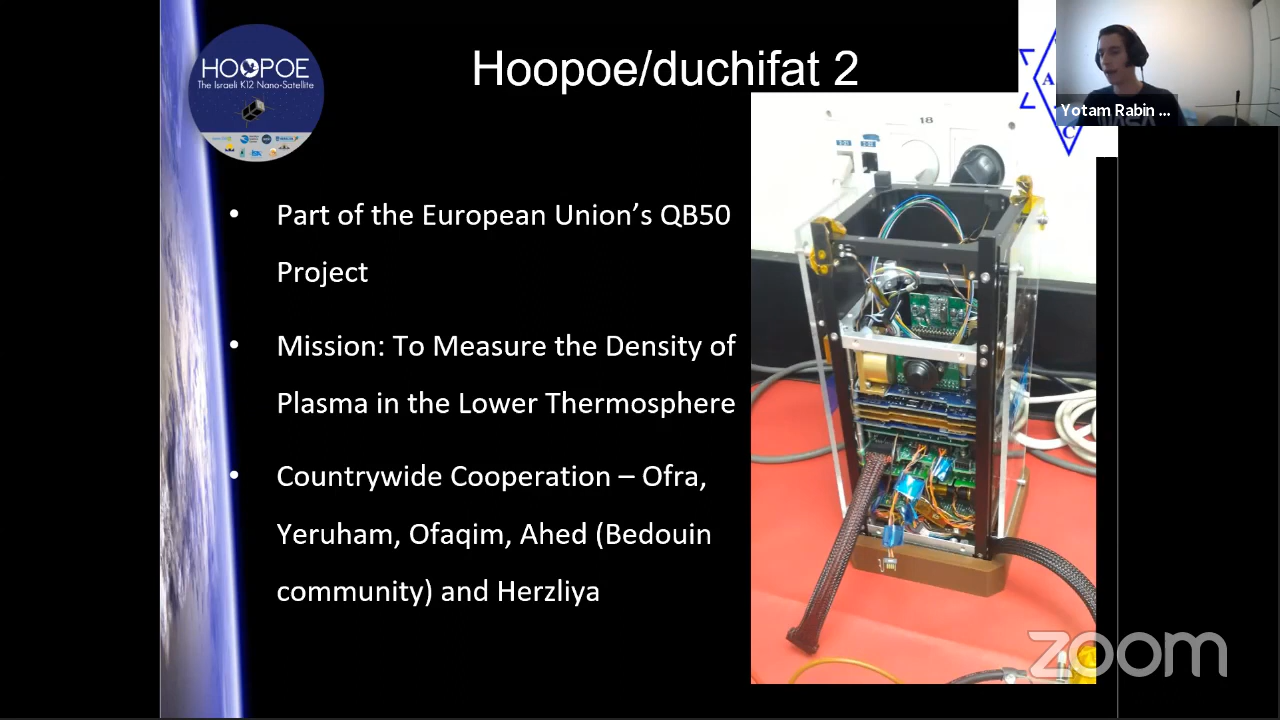 HOOPOE
The Israeli K12 Nano-Satellite
Hoopoe/duchifat 2
Yotam Rabin ...
A
C
18
• Part of the European Union’s QB50
Project
• Mission: To Measure the Density of
Plasma in the Lower Thermosphere
• Countrywide Cooperation – Ofra,
Yeruham, Ofaqim, Ahed (Bedouin
community) and Herzliya
zoom